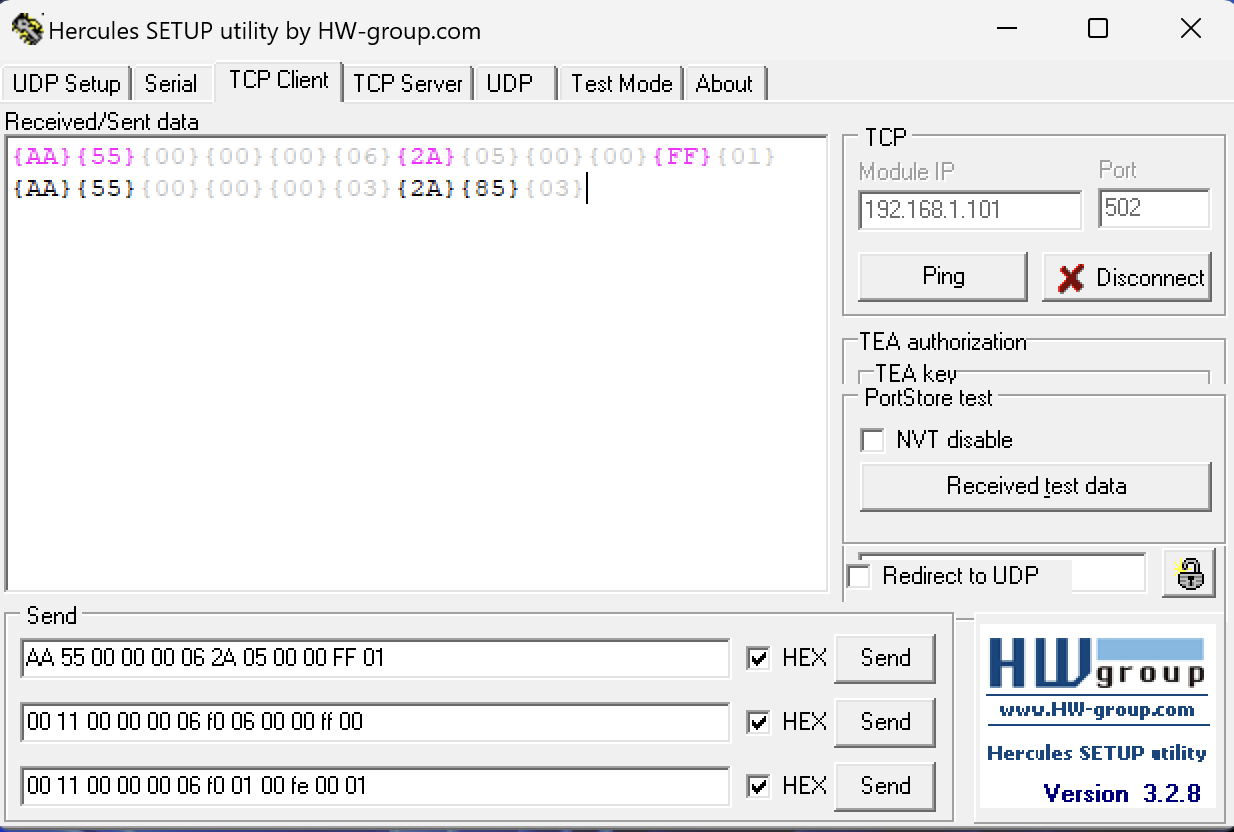 Hercules SETUP utility by HW-group.com
UDP Setup Serial TCP Client TCP Server UDP Test Mode About
Received/Sent data
{AA}{55}{00}{00}{00}{06}{2A}{05}{00}{00}{FF}{01}
{AA}{55}{00}{00}{00}{03}{2A}{85}{03}
TCP
Module IP Port
192.168.1.101 502
Ping Disconnect
TEA authorization
TEA key
PortStore test
NVT disable
Received test data
Redirect to UDP
Send
AA 55 00 00 00 06 2A 05 00 00 FF 01 HEX Send
00 11 00 00 00 06 f0 06 00 00 ff 00 HEX Send
00 11 00 00 00 06 f0 01 00 fe 00 01 HEX Send
HW group
www.HW-group.com
Hercules SETUP utility
Version 3.2.8